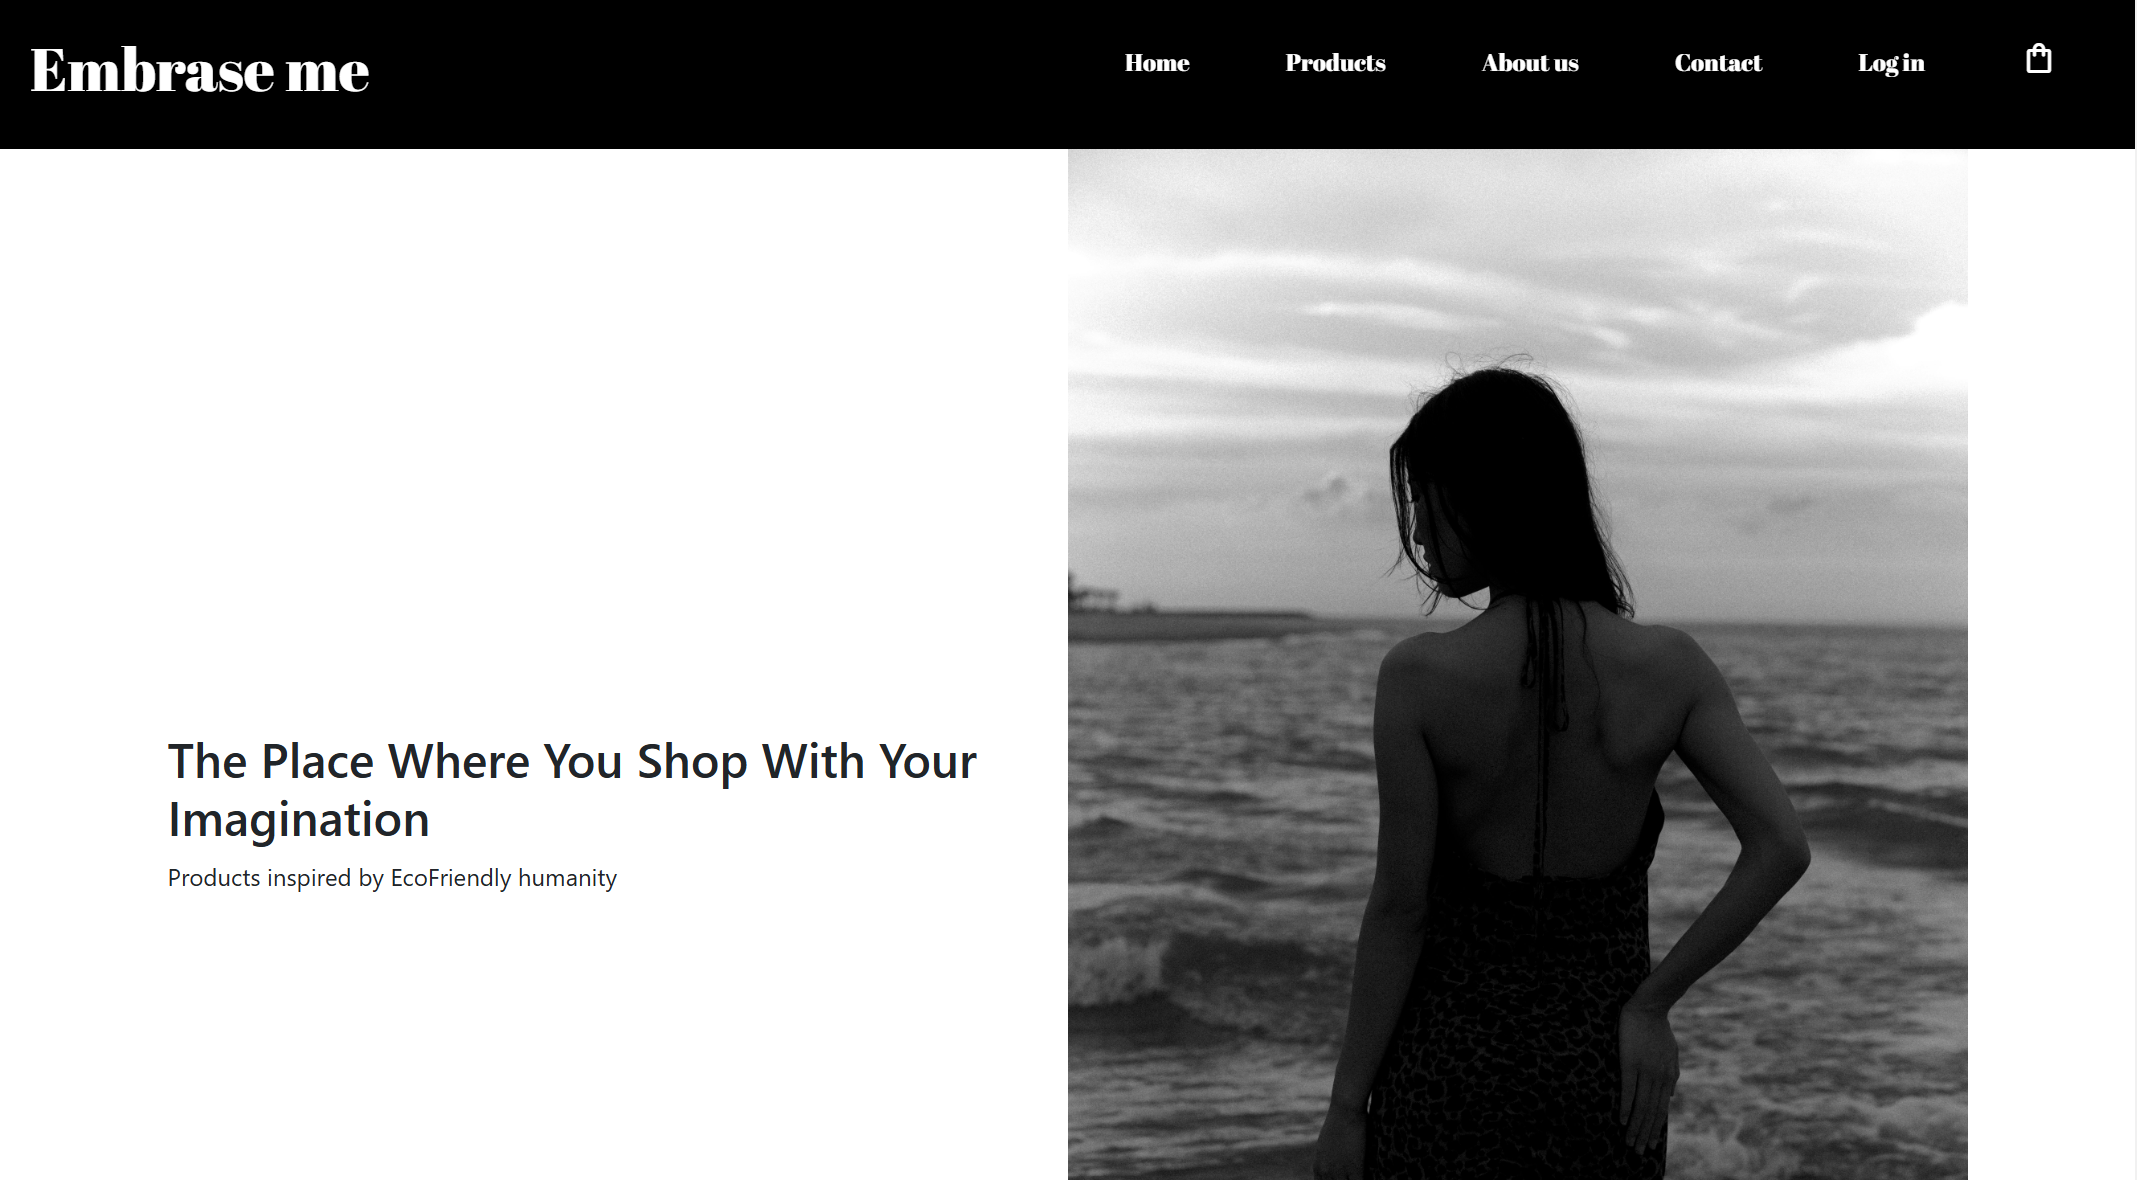 Embrase me
Home Products About us Contact Log in
The Place Where You Shop With Your
Imagination
Products inspired by EcoFriendly humanity